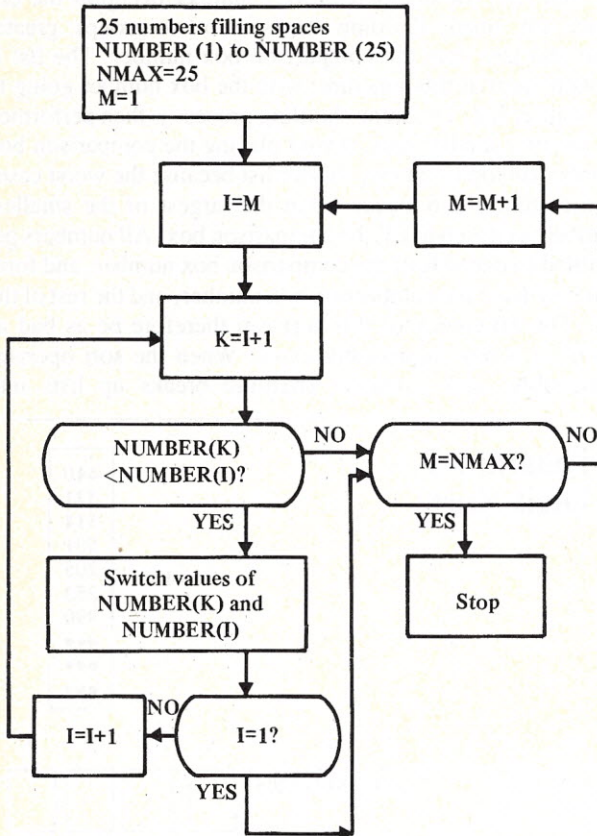 25 numbers filling spaces
NUMBER (1) to NUMBER (25)
NMAX=25
M=1
I=M
M=M+1
K=I+1
NUMBER(K)
<NUMBER(I)?
NO
M=NMAX?
NO
YES
YES
Switch values of
NUMBER(K) and
NUMBER(I)
Stop
I=I+1
NO
I=1?
YES